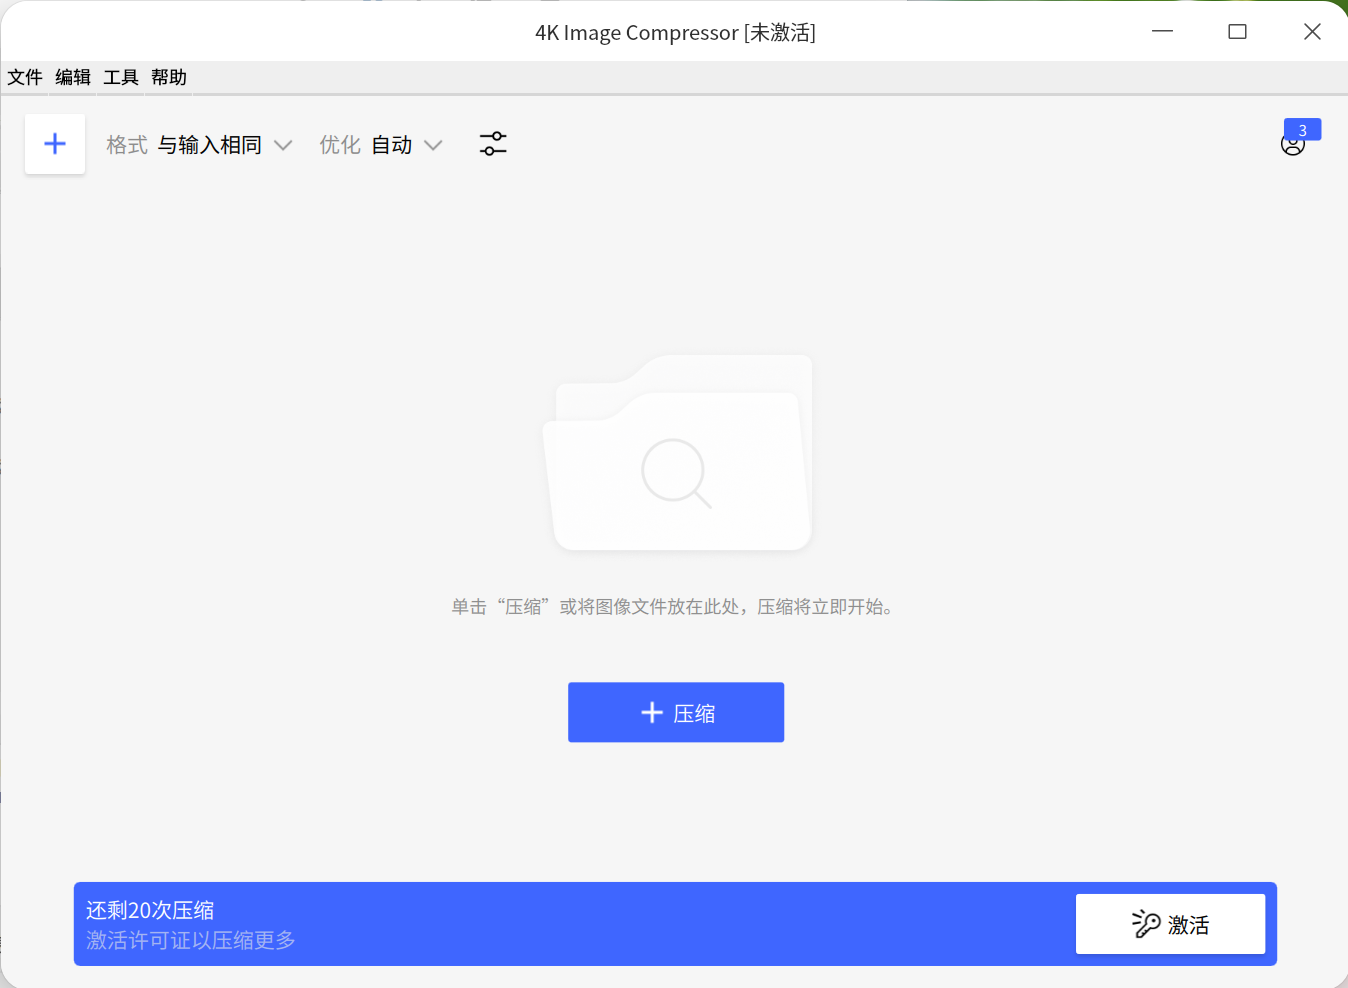 4K Image Compressor [未激活]
文件 编辑 工具 帮助
格式 与输入相同 优化 自动
3
单击“压缩”或将图像文件放在此处，压缩将立即开始。
压缩
还剩20次压缩
激活许可证以压缩更多
激活